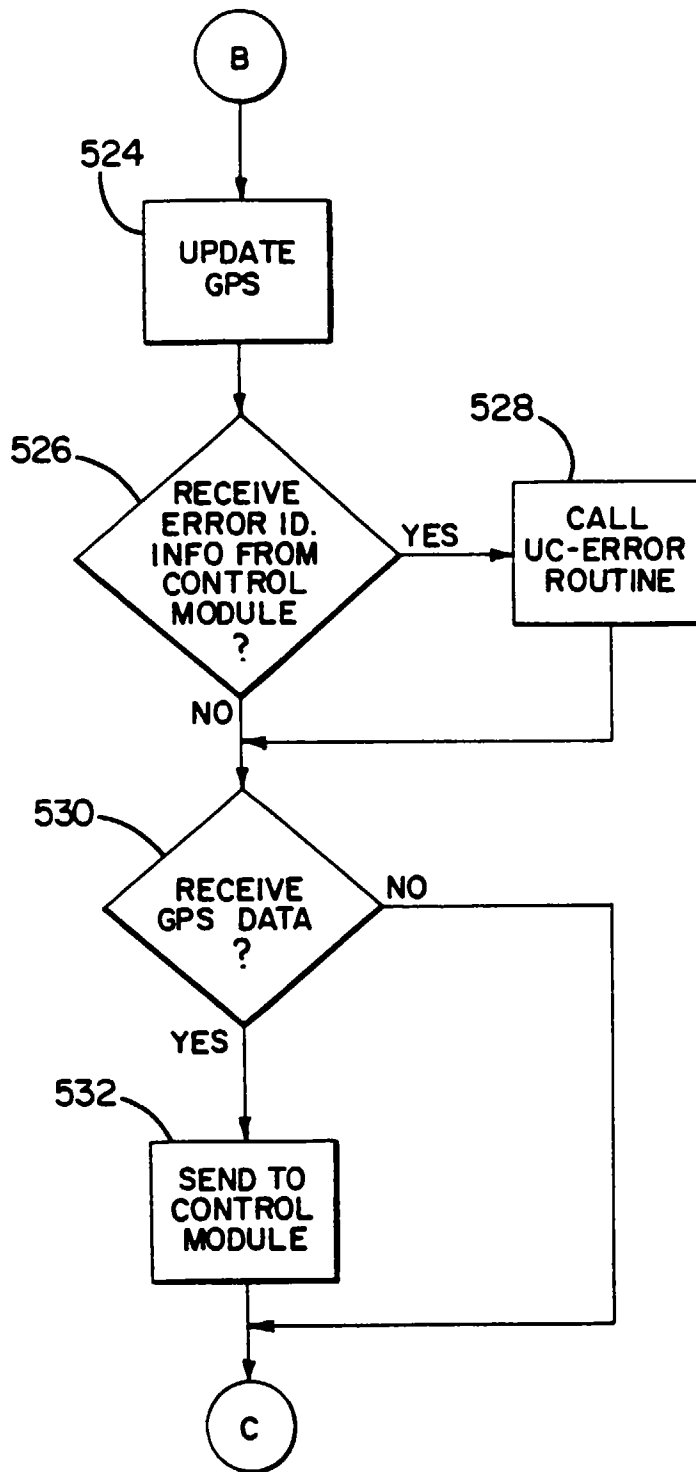 B
524
UPDATE
GPS
526
RECEIVE
ERROR ID.
INFO FROM
CONTROL
MODULE
?
YES
528
CALL
UC-ERROR
ROUTINE
NO
530
RECEIVE
GPS DATA
?
NO
YES
532
SEND TO
CONTROL
MODULE
C